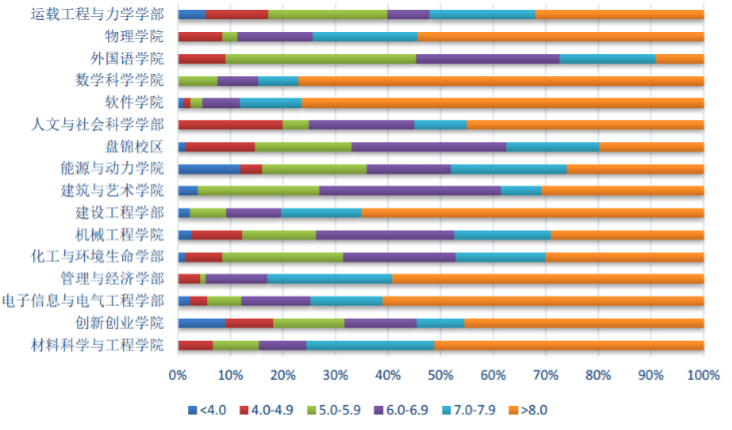 运载工程与力学学部
物理学院
外国语学院
数学科学学院
软件学院
人文与社会科学学部
盘锦校区
能源与动力学院
建筑与艺术学院
建设工程学部
机械工程学院
化工与环境生命学部
管理与经济学部
电子信息与电气工程学部
创新创业学院
材料科学与工程学院
0% 10% 20% 30% 40% 50% 60% 70% 80% 90% 100%
<4.0 4.0-4.9 5.0-5.9 6.0-6.9 7.0-7.9 >8.0